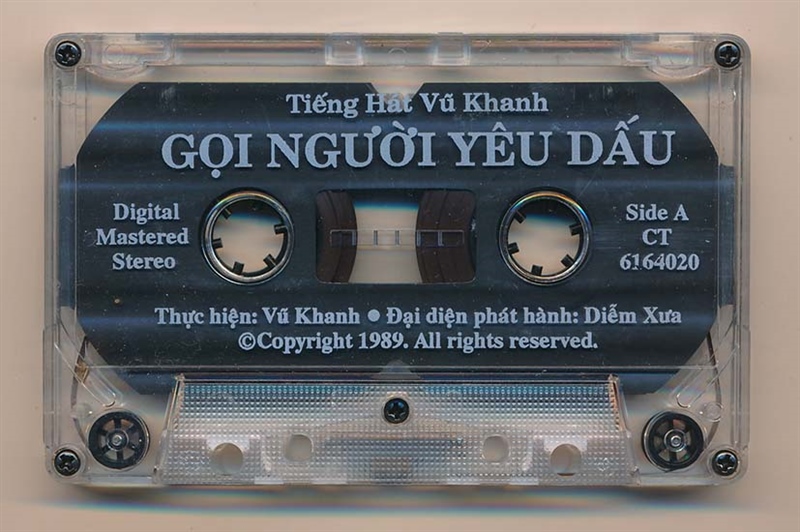 Tiếng Hát Vũ Khanh
GỌI NGƯỜI YÊU DẤU
Digital
Mastered
Stereo
Side A
CT
6164020
Thực hiện: Vũ Khanh ● Đại diện phát hành: Diễm Xưa
©Copyright 1989. All rights reserved.